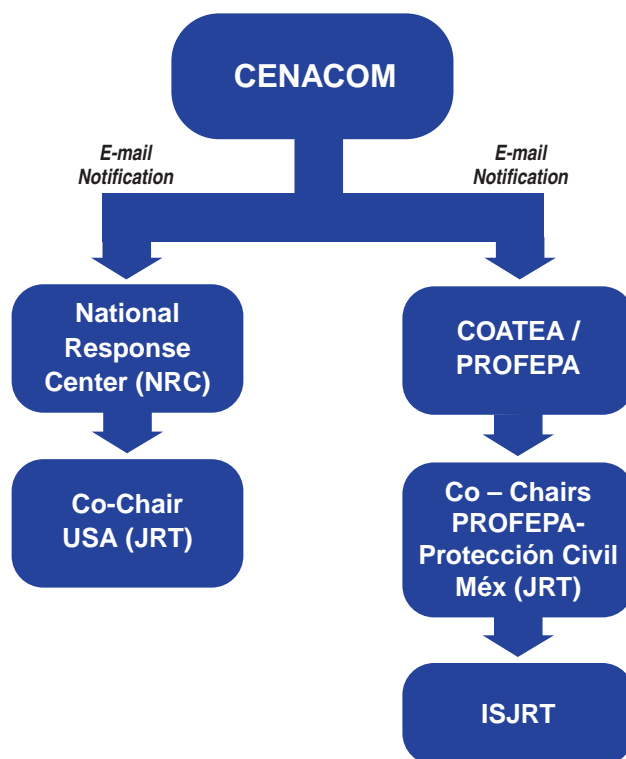 CENACOM
E-mail
Notification
E-mail
Notification
National
Response
Center (NRC)
COATEA /
PROFEPA
Co-Chair
USA (JRT)
Co – Chairs
PROFEPA-
Protección Civil
Méx (JRT)
ISJRT